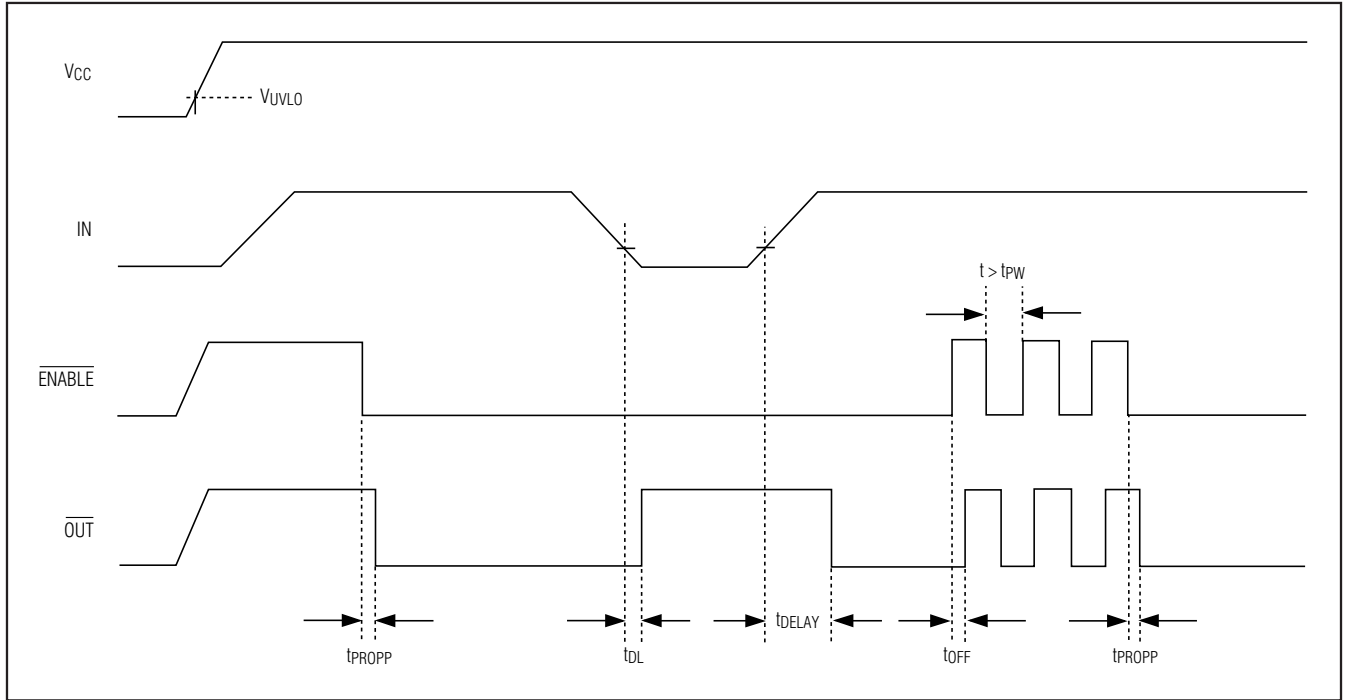 VCC
VUVLO
IN
t > tPW
ENABLE
OUT
tDELAY
tPROPP
tDL
tOFF
tPROPP